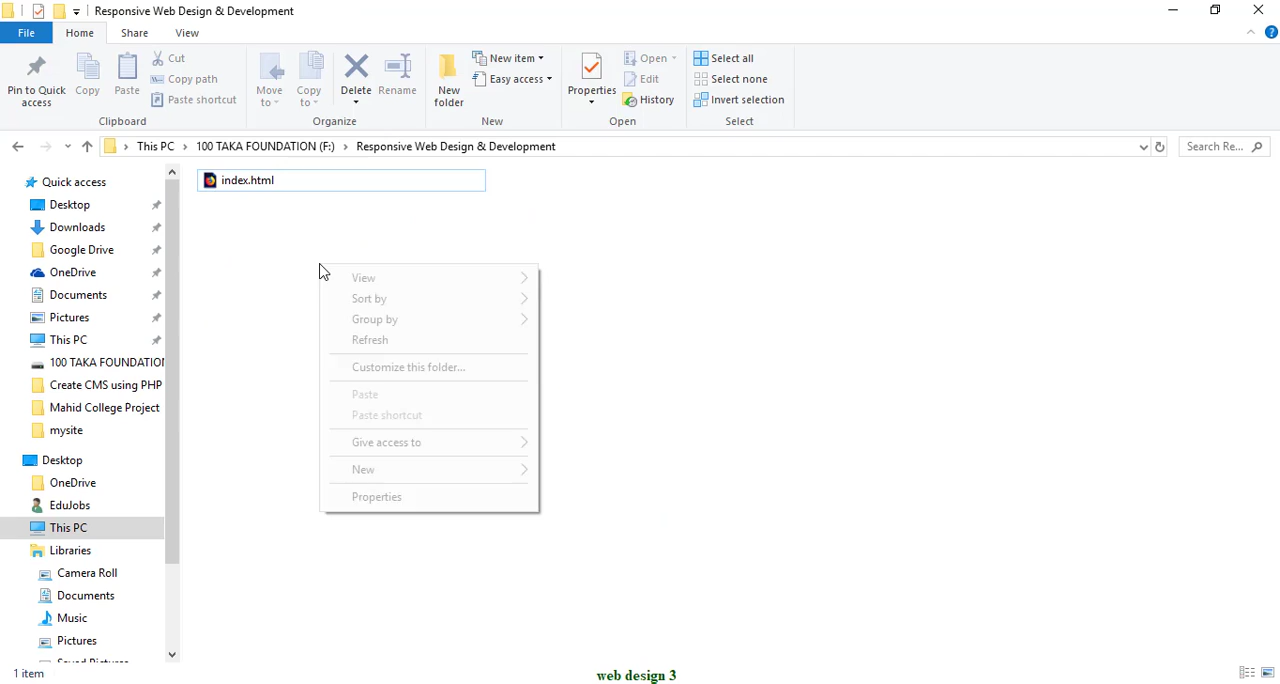 Responsive Web Design & Development
File Home Share View
Pin to Quick access
Copy
Paste
Cut
Copy path
Paste shortcut
Clipboard
Move to
Copy to
Delete
Rename
Organize
New folder
New item
Easy access
New
Properties
Open
Edit
History
Open
Select all
Select none
Invert selection
Select
This PC > 100 TAKA FOUNDATION (F:) > Responsive Web Design & Development
Search Re...
Quick access
Desktop
Downloads
Google Drive
OneDrive
Documents
Pictures
This PC
100 TAKA FOUNDATION
Create CMS using PHP
Mahid College Project
mysite
Desktop
OneDrive
EduJobs
This PC
Libraries
Camera Roll
Documents
Music
Pictures
Saved Pictures
index.html
View
Sort by
Group by
Refresh
Customize this folder...
Paste
Paste shortcut
Give access to
New
Properties
1 item
web design 3